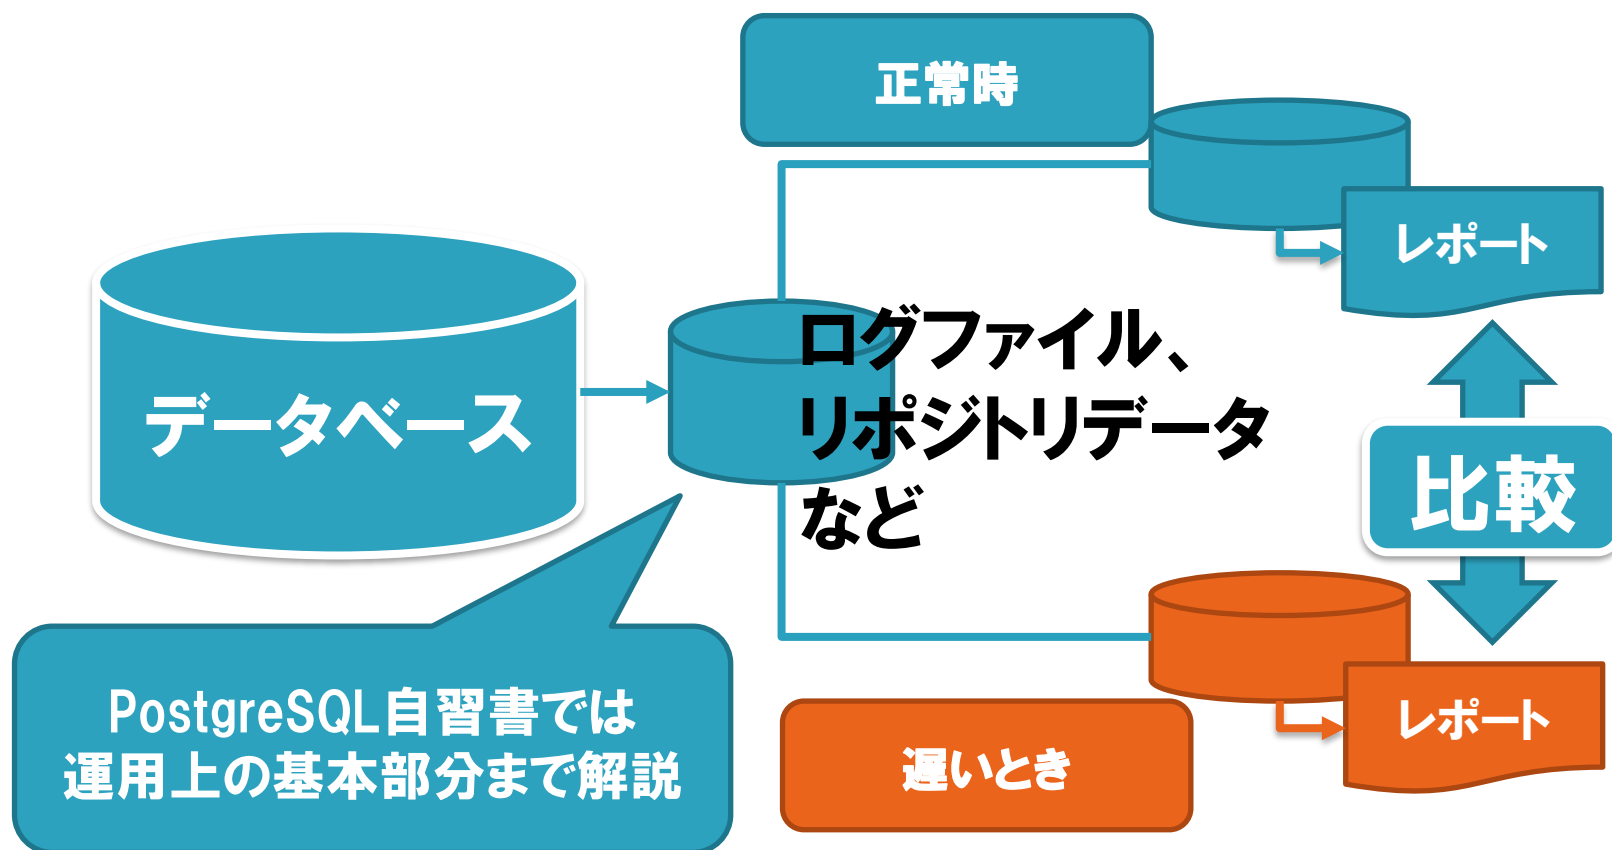 正常時
レポート
データベース
ログファイル、
リポジトリデータ
など
比較
PostgreSQL自習書では
運用上の基本部分まで解説
遅いとき
レポート